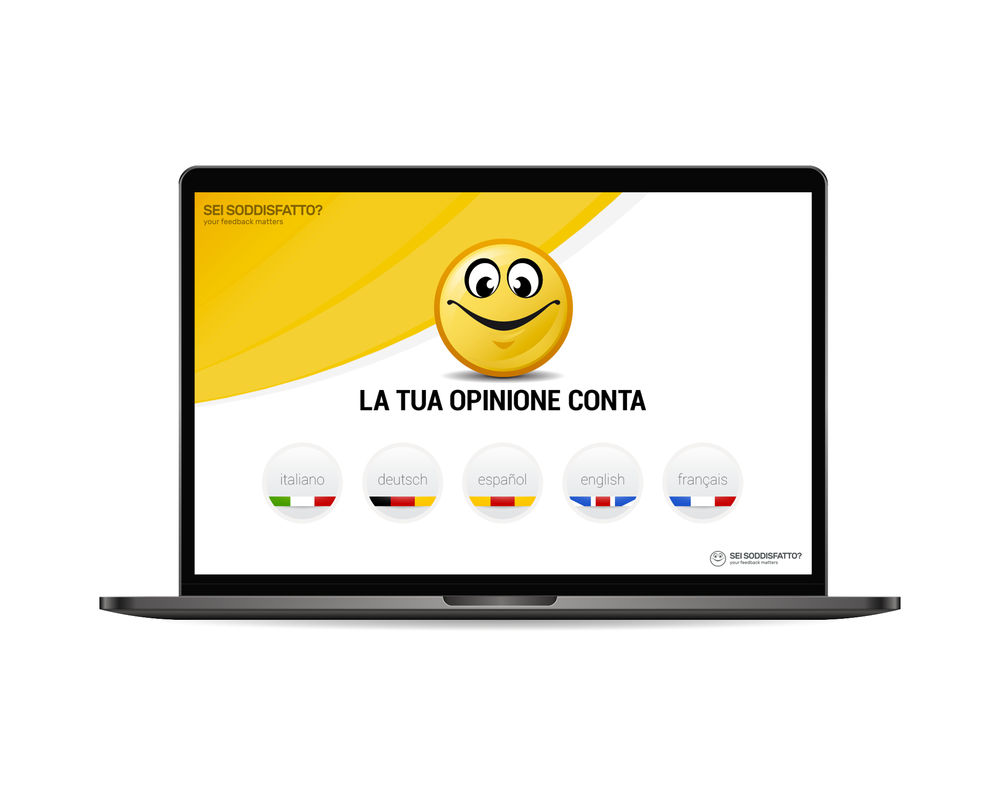 SEI SODDISFATTO?
your feedback matters
LA TUA OPINIONE CONTA
italiano
deutsch
español
english
français
SEI SODDISFATTO?
your feedback matters